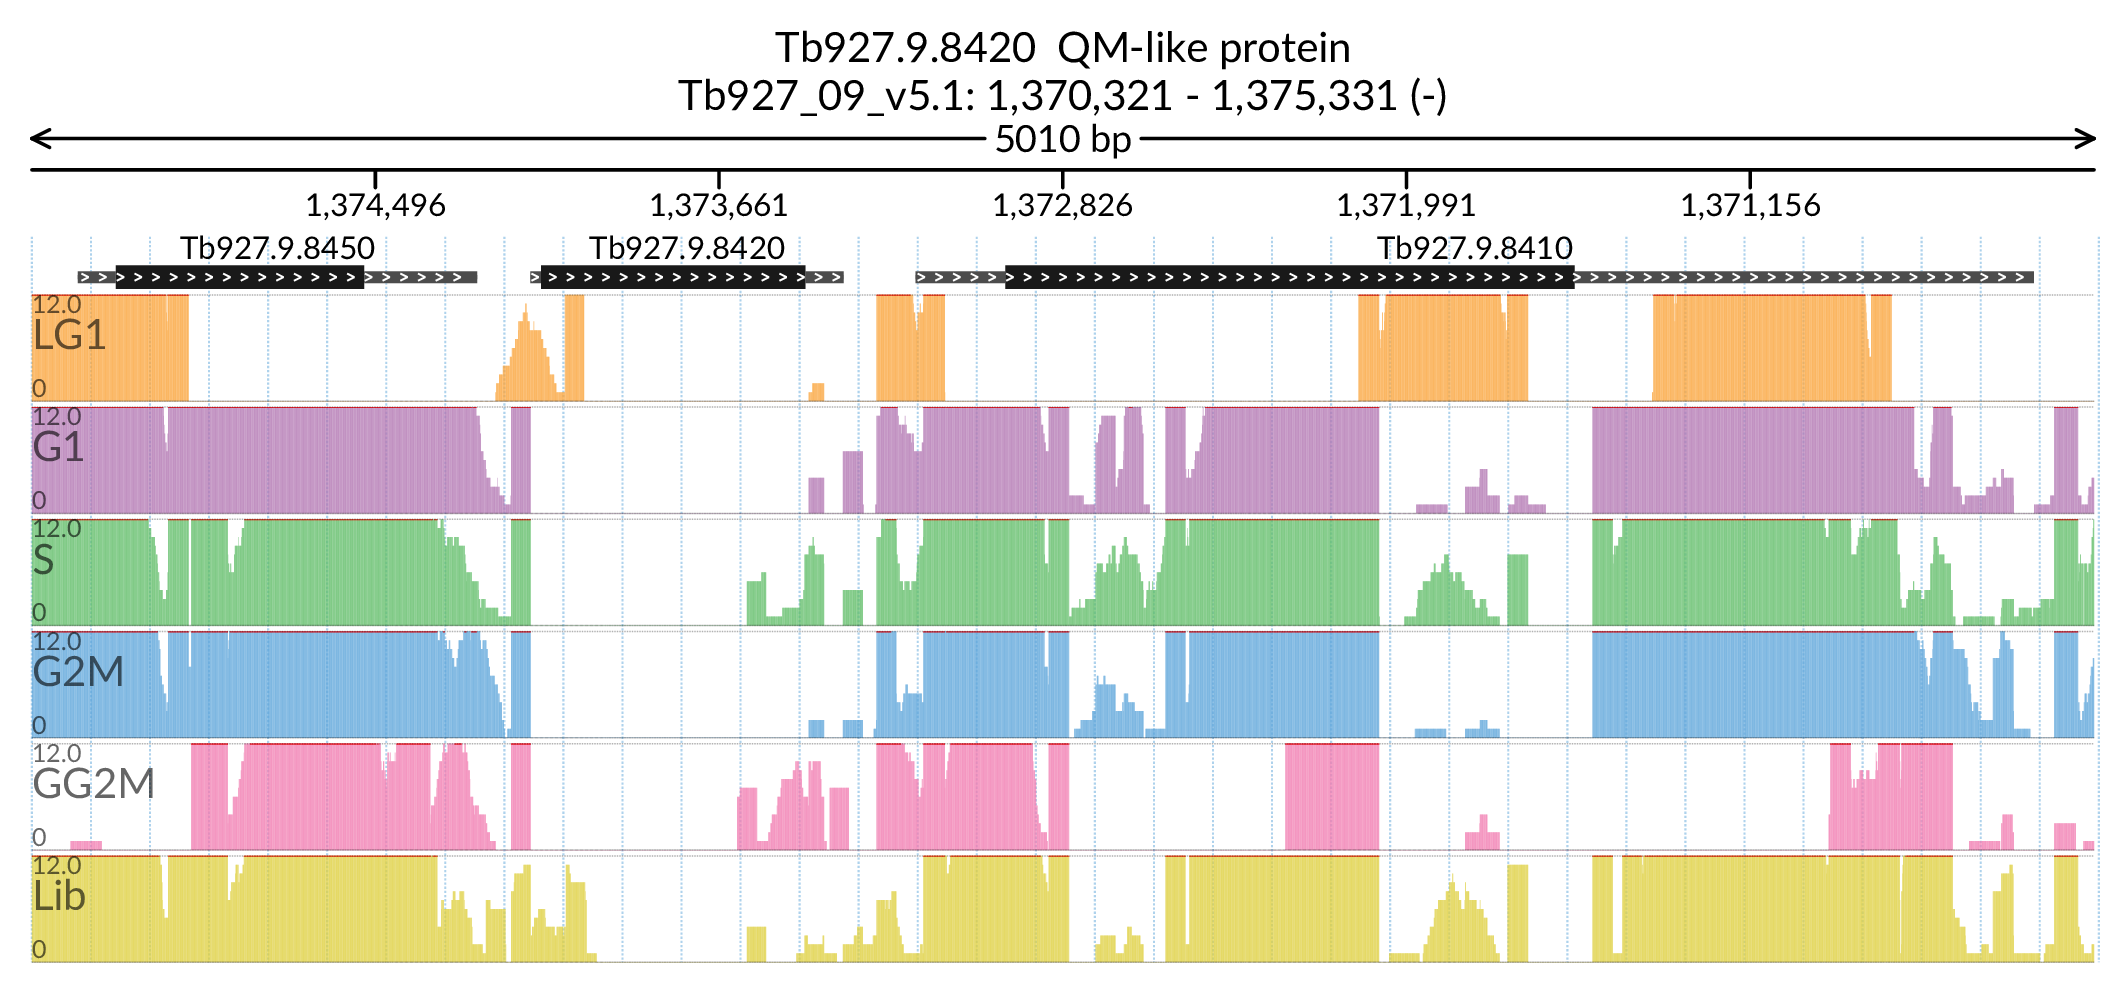 Tb927.9.8420  QM-like protein
Tb927_09_v5.1: 1,370,321 - 1,375,331 (-)
5010 bp
1,374,496 1,373,661 1,372,826 1,371,991 1,371,156
Tb927.9.8450 Tb927.9.8420 Tb927.9.8410
12.0
LG1
0
12.0
G1
0
12.0
S
0
12.0
G2M
0
12.0
GG2M
0
12.0
Lib
0